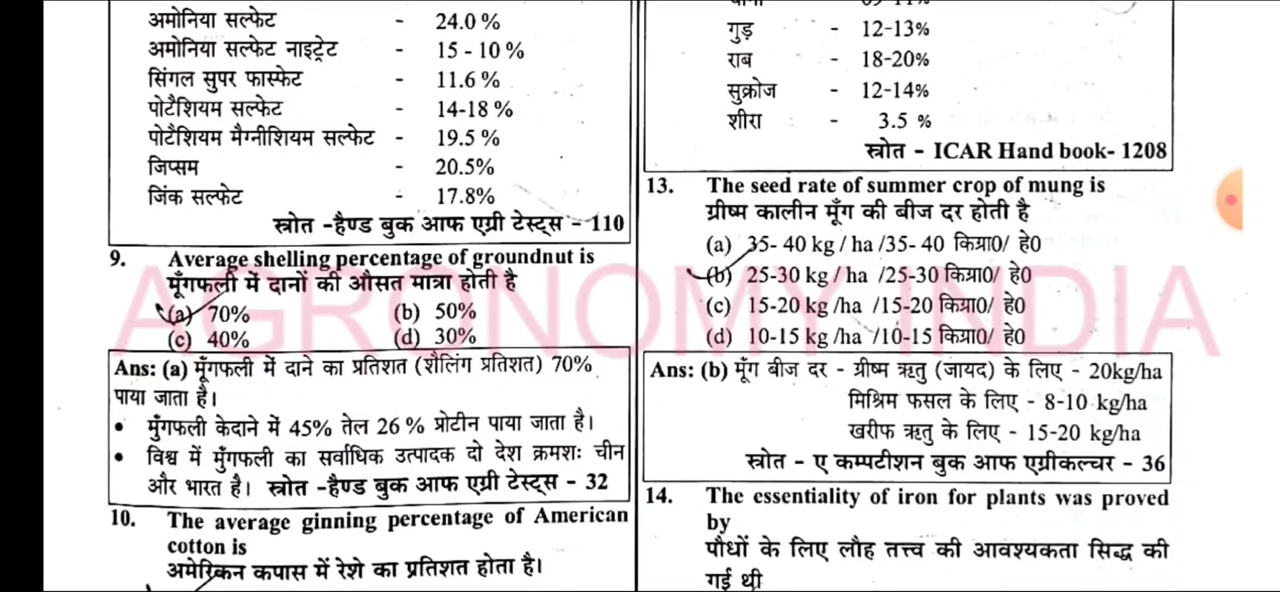 अमोनिया सल्फेट - 24.0 %
अमोनिया सल्फेट नाइट्रेट - 15 - 10 %
सिंगल सुपर फास्फेट - 11.6 %
पोटैशियम सल्फेट - 14-18 %
पोटैशियम मैग्नीशियम सल्फेट - 19.5 %
जिप्सम - 20.5%
जिंक सल्फेट - 17.8%
स्त्रोत -हैण्ड बुक आफ एग्री टेस्ट्स - 110
9. Average shelling percentage of groundnut is
मूँगफली में दानों की औसत मात्रा होती है
(a) 70% (b) 50%
(c) 40% (d) 30%
Ans: (a) मूँगफली में दाने का प्रतिशत (शैलिंग प्रतिशत) 70%
पाया जाता है।
• मुँगफली केदाने में 45% तेल 26 % प्रोटीन पाया जाता है।
• विश्व में मुँगफली का सर्वाधिक उत्पादक दो देश क्रमशः चीन
और भारत है। स्त्रोत -हैण्ड बुक आफ एग्री टेस्ट्स - 32
10. The average ginning percentage of American
cotton is
अमेरिकन कपास में रेशे का प्रतिशत होता है।
गुड़ - 12-13%
राब - 18-20%
सुक्रोज - 12-14%
शीरा - 3.5 %
स्त्रोत - ICAR Hand book- 1208
13. The seed rate of summer crop of mung is
ग्रीष्म कालीन मूँग की बीज दर होती है
(a) 35- 40 kg / ha /35- 40 किग्रा0/ हे0
(b) 25-30 kg / ha /25-30 किग्रा0/ हे0
(c) 15-20 kg /ha /15-20 किग्रा0/ हे0
(d) 10-15 kg /ha /10-15 किग्रा0/ हे0
Ans: (b) मूँग बीज दर - ग्रीष्म ऋतु (जायद) के लिए - 20kg/ha
मिश्रिम फसल के लिए - 8-10 kg/ha
खरीफ ऋतु के लिए - 15-20 kg/ha
स्त्रोत - ए कम्पटीशन बुक आफ एग्रीकल्चर - 36
14. The essentiality of iron for plants was proved
by
पौधों के लिए लौह तत्त्व की आवश्यकता सिद्ध की
गई थी
AGRONOMY INDIA